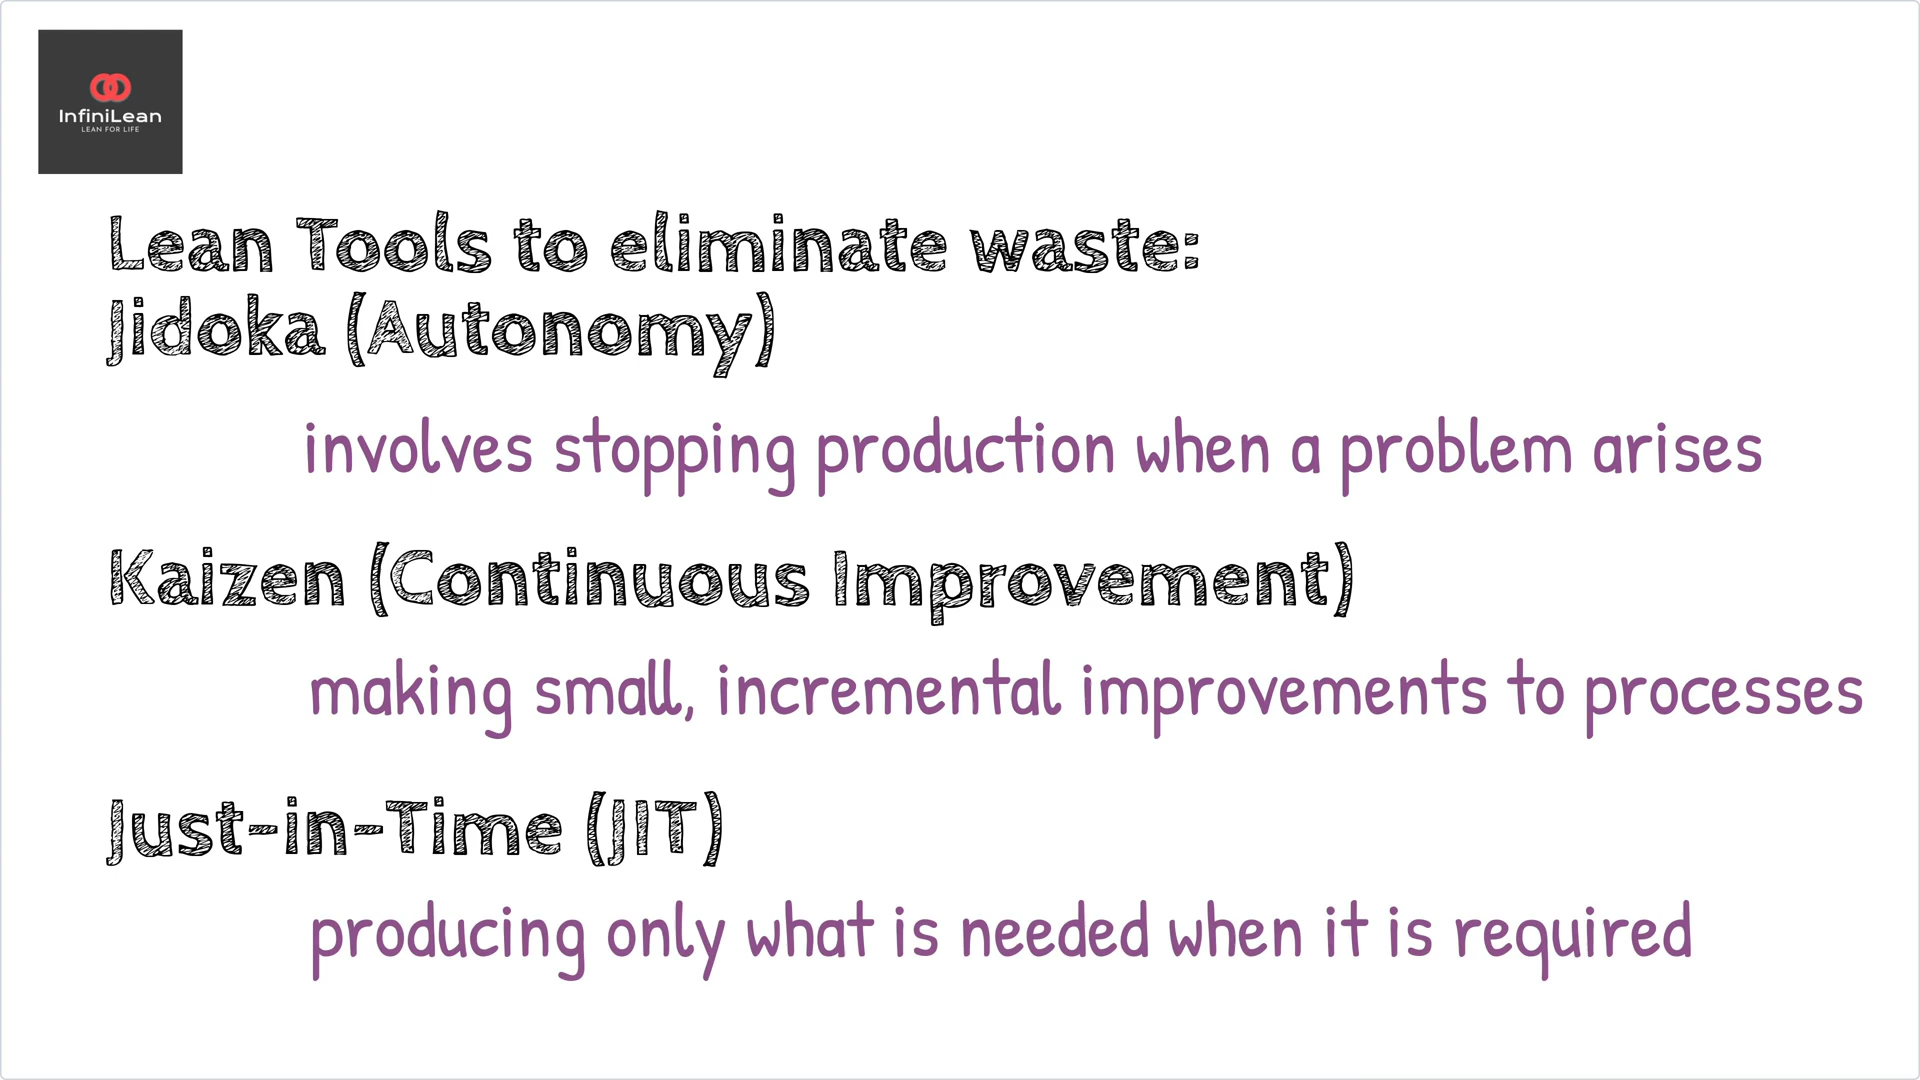 InfiniLean
LEAN FOR LIFE
Lean Tools to eliminate waste:
Jidoka (Autonomy)
involves stopping production when a problem arises
Kaizen (Continuous Improvement)
making small, incremental improvements to processes
Just-in-Time (JIT)
producing only what is needed when it is required